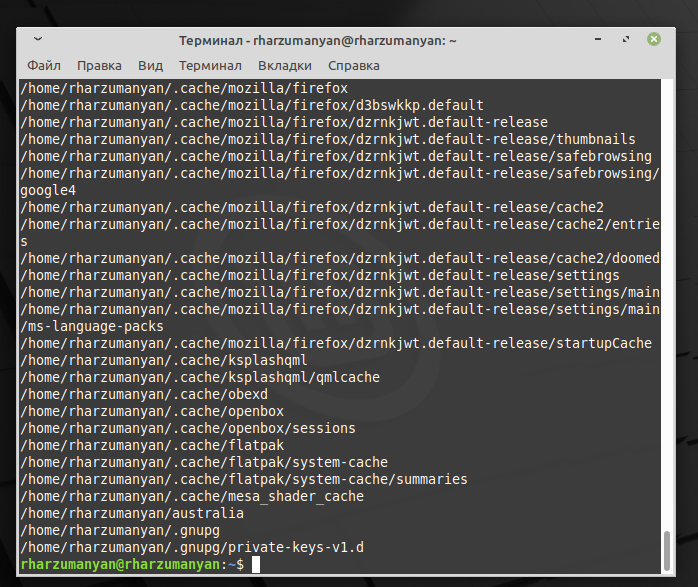 Терминал - rharzumanyan@rharzumanyan: ~
Файл Правка Вид Терминал Вкладки Справка
/home/rharzumanyan/.cache/mozilla/firefox
/home/rharzumanyan/.cache/mozilla/firefox/d3bswkkp.default
/home/rharzumanyan/.cache/mozilla/firefox/dzrnkjwt.default-release
/home/rharzumanyan/.cache/mozilla/firefox/dzrnkjwt.default-release/thumbnails
/home/rharzumanyan/.cache/mozilla/firefox/dzrnkjwt.default-release/safebrowsing
/home/rharzumanyan/.cache/mozilla/firefox/dzrnkjwt.default-release/safebrowsing/
google4
/home/rharzumanyan/.cache/mozilla/firefox/dzrnkjwt.default-release/cache2
/home/rharzumanyan/.cache/mozilla/firefox/dzrnkjwt.default-release/cache2/entrie
s
/home/rharzumanyan/.cache/mozilla/firefox/dzrnkjwt.default-release/cache2/doomed
/home/rharzumanyan/.cache/mozilla/firefox/dzrnkjwt.default-release/settings
/home/rharzumanyan/.cache/mozilla/firefox/dzrnkjwt.default-release/settings/main
/home/rharzumanyan/.cache/mozilla/firefox/dzrnkjwt.default-release/settings/main
/ms-language-packs
/home/rharzumanyan/.cache/mozilla/firefox/dzrnkjwt.default-release/startupCache
/home/rharzumanyan/.cache/ksplashqml
/home/rharzumanyan/.cache/ksplashqml/qmlcache
/home/rharzumanyan/.cache/obexd
/home/rharzumanyan/.cache/openbox
/home/rharzumanyan/.cache/openbox/sessions
/home/rharzumanyan/.cache/flatpak
/home/rharzumanyan/.cache/flatpak/system-cache
/home/rharzumanyan/.cache/flatpak/system-cache/summaries
/home/rharzumanyan/.cache/mesa_shader_cache
/home/rharzumanyan/australia
/home/rharzumanyan/.gnupg
/home/rharzumanyan/.gnupg/private-keys-v1.d
rharzumanyan@rharzumanyan:~$